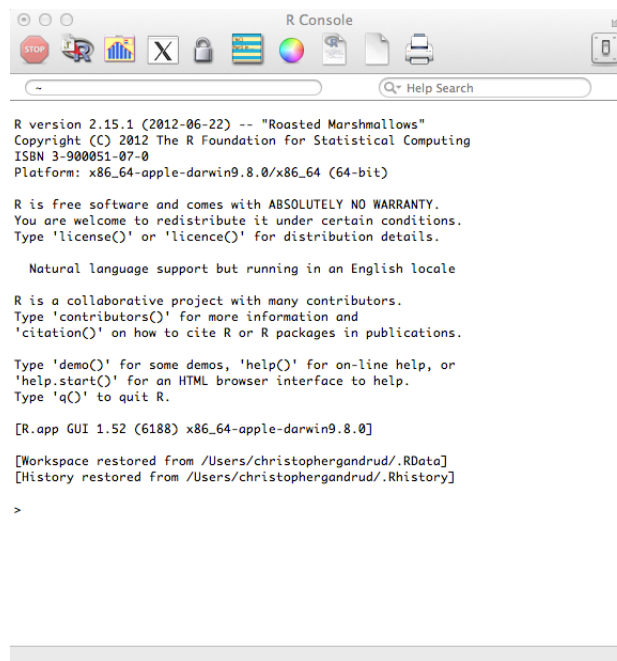 R Console
STOP
~
Help Search
R version 2.15.1 (2012-06-22) -- "Roasted Marshmallows"
Copyright (C) 2012 The R Foundation for Statistical Computing
ISBN 3-900051-07-0
Platform: x86_64-apple-darwin9.8.0/x86_64 (64-bit)
R is free software and comes with ABSOLUTELY NO WARRANTY.
You are welcome to redistribute it under certain conditions.
Type 'license()' or 'licence()' for distribution details.
Natural language support but running in an English locale
R is a collaborative project with many contributors.
Type 'contributors()' for more information and
'citation()' on how to cite R or R packages in publications.
Type 'demo()' for some demos, 'help()' for on-line help, or
'help.start()' for an HTML browser interface to help.
Type 'q()' to quit R.
[R.app GUI 1.52 (6188) x86_64-apple-darwin9.8.0]
[Workspace restored from /Users/christophergandrud/.RData]
[History restored from /Users/christophergandrud/.Rhistory]
>